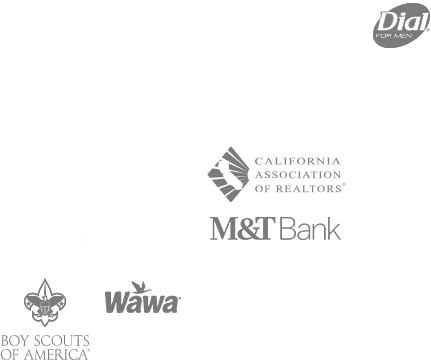 Dial
FOR MEN
CALIFORNIA
ASSOCIATION
OF REALTORS®
M&T Bank
Wawa
BOY SCOUTS
OF AMERICA®